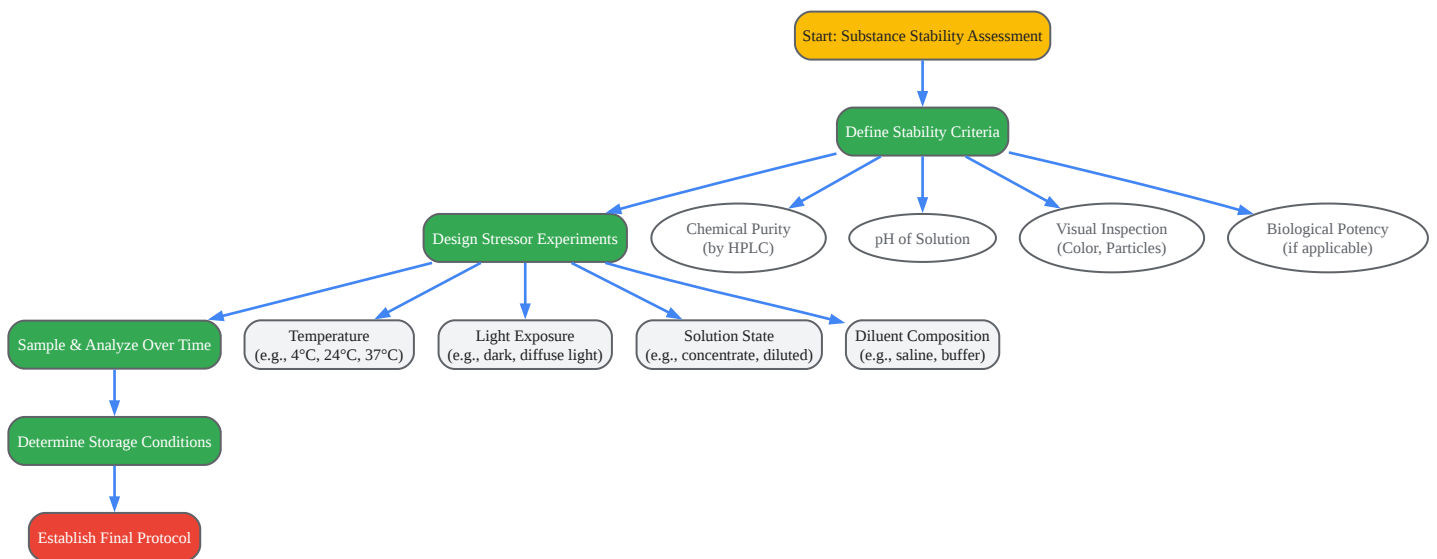 Start: Substance Stability Assessment
Define Stability Criteria
Design Stressor Experiments
Chemical Purity
(by HPLC)
pH of Solution
Visual Inspection
(Color, Particles)
Biological Potency
(if applicable)
Sample & Analyze Over Time
Temperature
(e.g., 4°C, 24°C, 37°C)
Light Exposure
(e.g., dark, diffuse light)
Solution State
(e.g., concentrate, diluted)
Diluent Composition
(e.g., saline, buffer)
Determine Storage Conditions
Establish Final Protocol